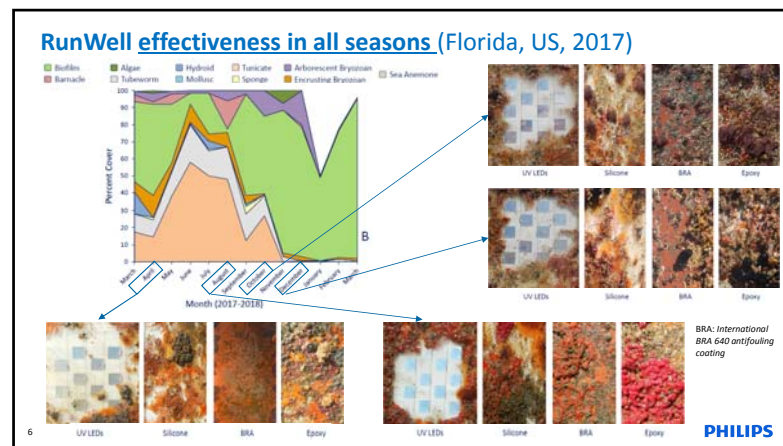 RunWell effectiveness in all seasons (Florida, US, 2017)
Biofilm Algae Hydroid Tunicate Arborescent Bryozoan
Barnacle Tubeworm Mollusc Sponge Encrusting Bryozoan
Sea Anemone
Percent Cover
100
90
80
70
60
50
40
30
20
10
0
B
March April May June July August September October November December January February March
Month (2017-2018)
UV LEDs Silicone BRA Epoxy
UV LEDs Silicone BRA Epoxy
UV LEDs Silicone BRA Epoxy
UV LEDs Silicone BRA Epoxy
BRA: International
BRA 640 antifouling
coating
6
PHILIPS